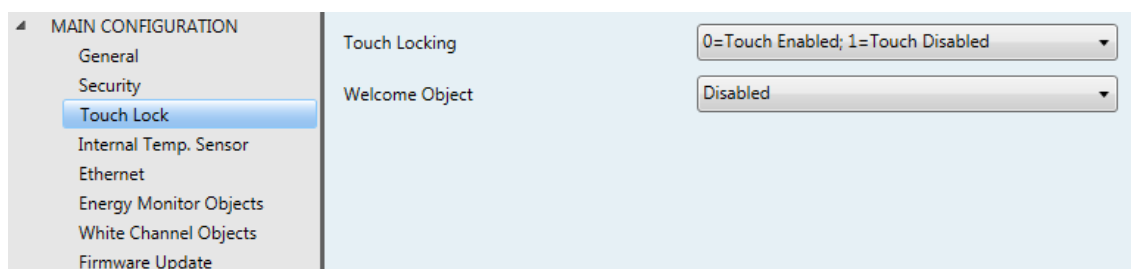 MAIN CONFIGURATION
General
Security
Touch Lock
Internal Temp. Sensor
Ethernet
Energy Monitor Objects
White Channel Objects
Firmware Update
Touch Locking 0=Touch Enabled; 1=Touch Disabled
Welcome Object Disabled